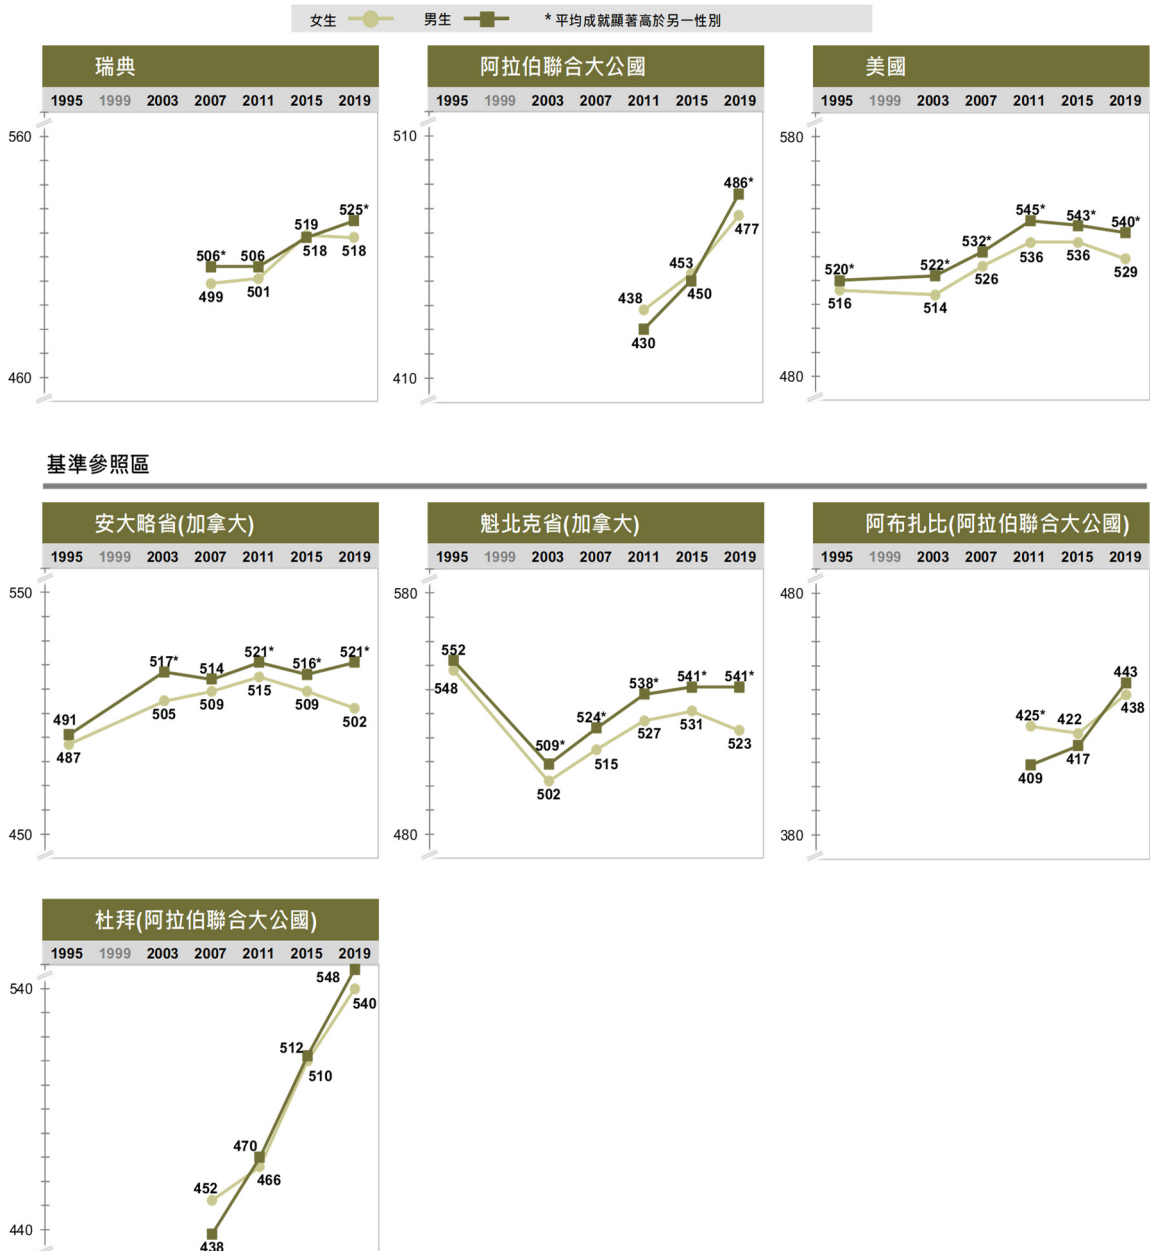 女生 男生 * 平均成就顯著高於另一性別
瑞典
1995 1999 2003 2007 2011 2015 2019
560
460
506* 506 519 525*
499 501 518 518
阿拉伯聯合大公國
1995 1999 2003 2007 2011 2015 2019
510
410
438 453 486*
430 450 477
美國
1995 1999 2003 2007 2011 2015 2019
580
480
520* 522* 532* 545* 543* 540*
516 514 526 536 536 529
基準參照區
安大略省(加拿大)
1995 1999 2003 2007 2011 2015 2019
550
450
491 517* 514 521* 516* 521*
487 505 509 515 509 502
魁北克省(加拿大)
1995 1999 2003 2007 2011 2015 2019
580
480
552 509* 524* 538* 541* 541*
548 502 515 527 531 523
阿布扎比(阿拉伯聯合大公國)
1995 1999 2003 2007 2011 2015 2019
480
380
425* 422 443
409 417 438
杜拜(阿拉伯聯合大公國)
1995 1999 2003 2007 2011 2015 2019
540
440
452 470 512 548
438 466 510 540